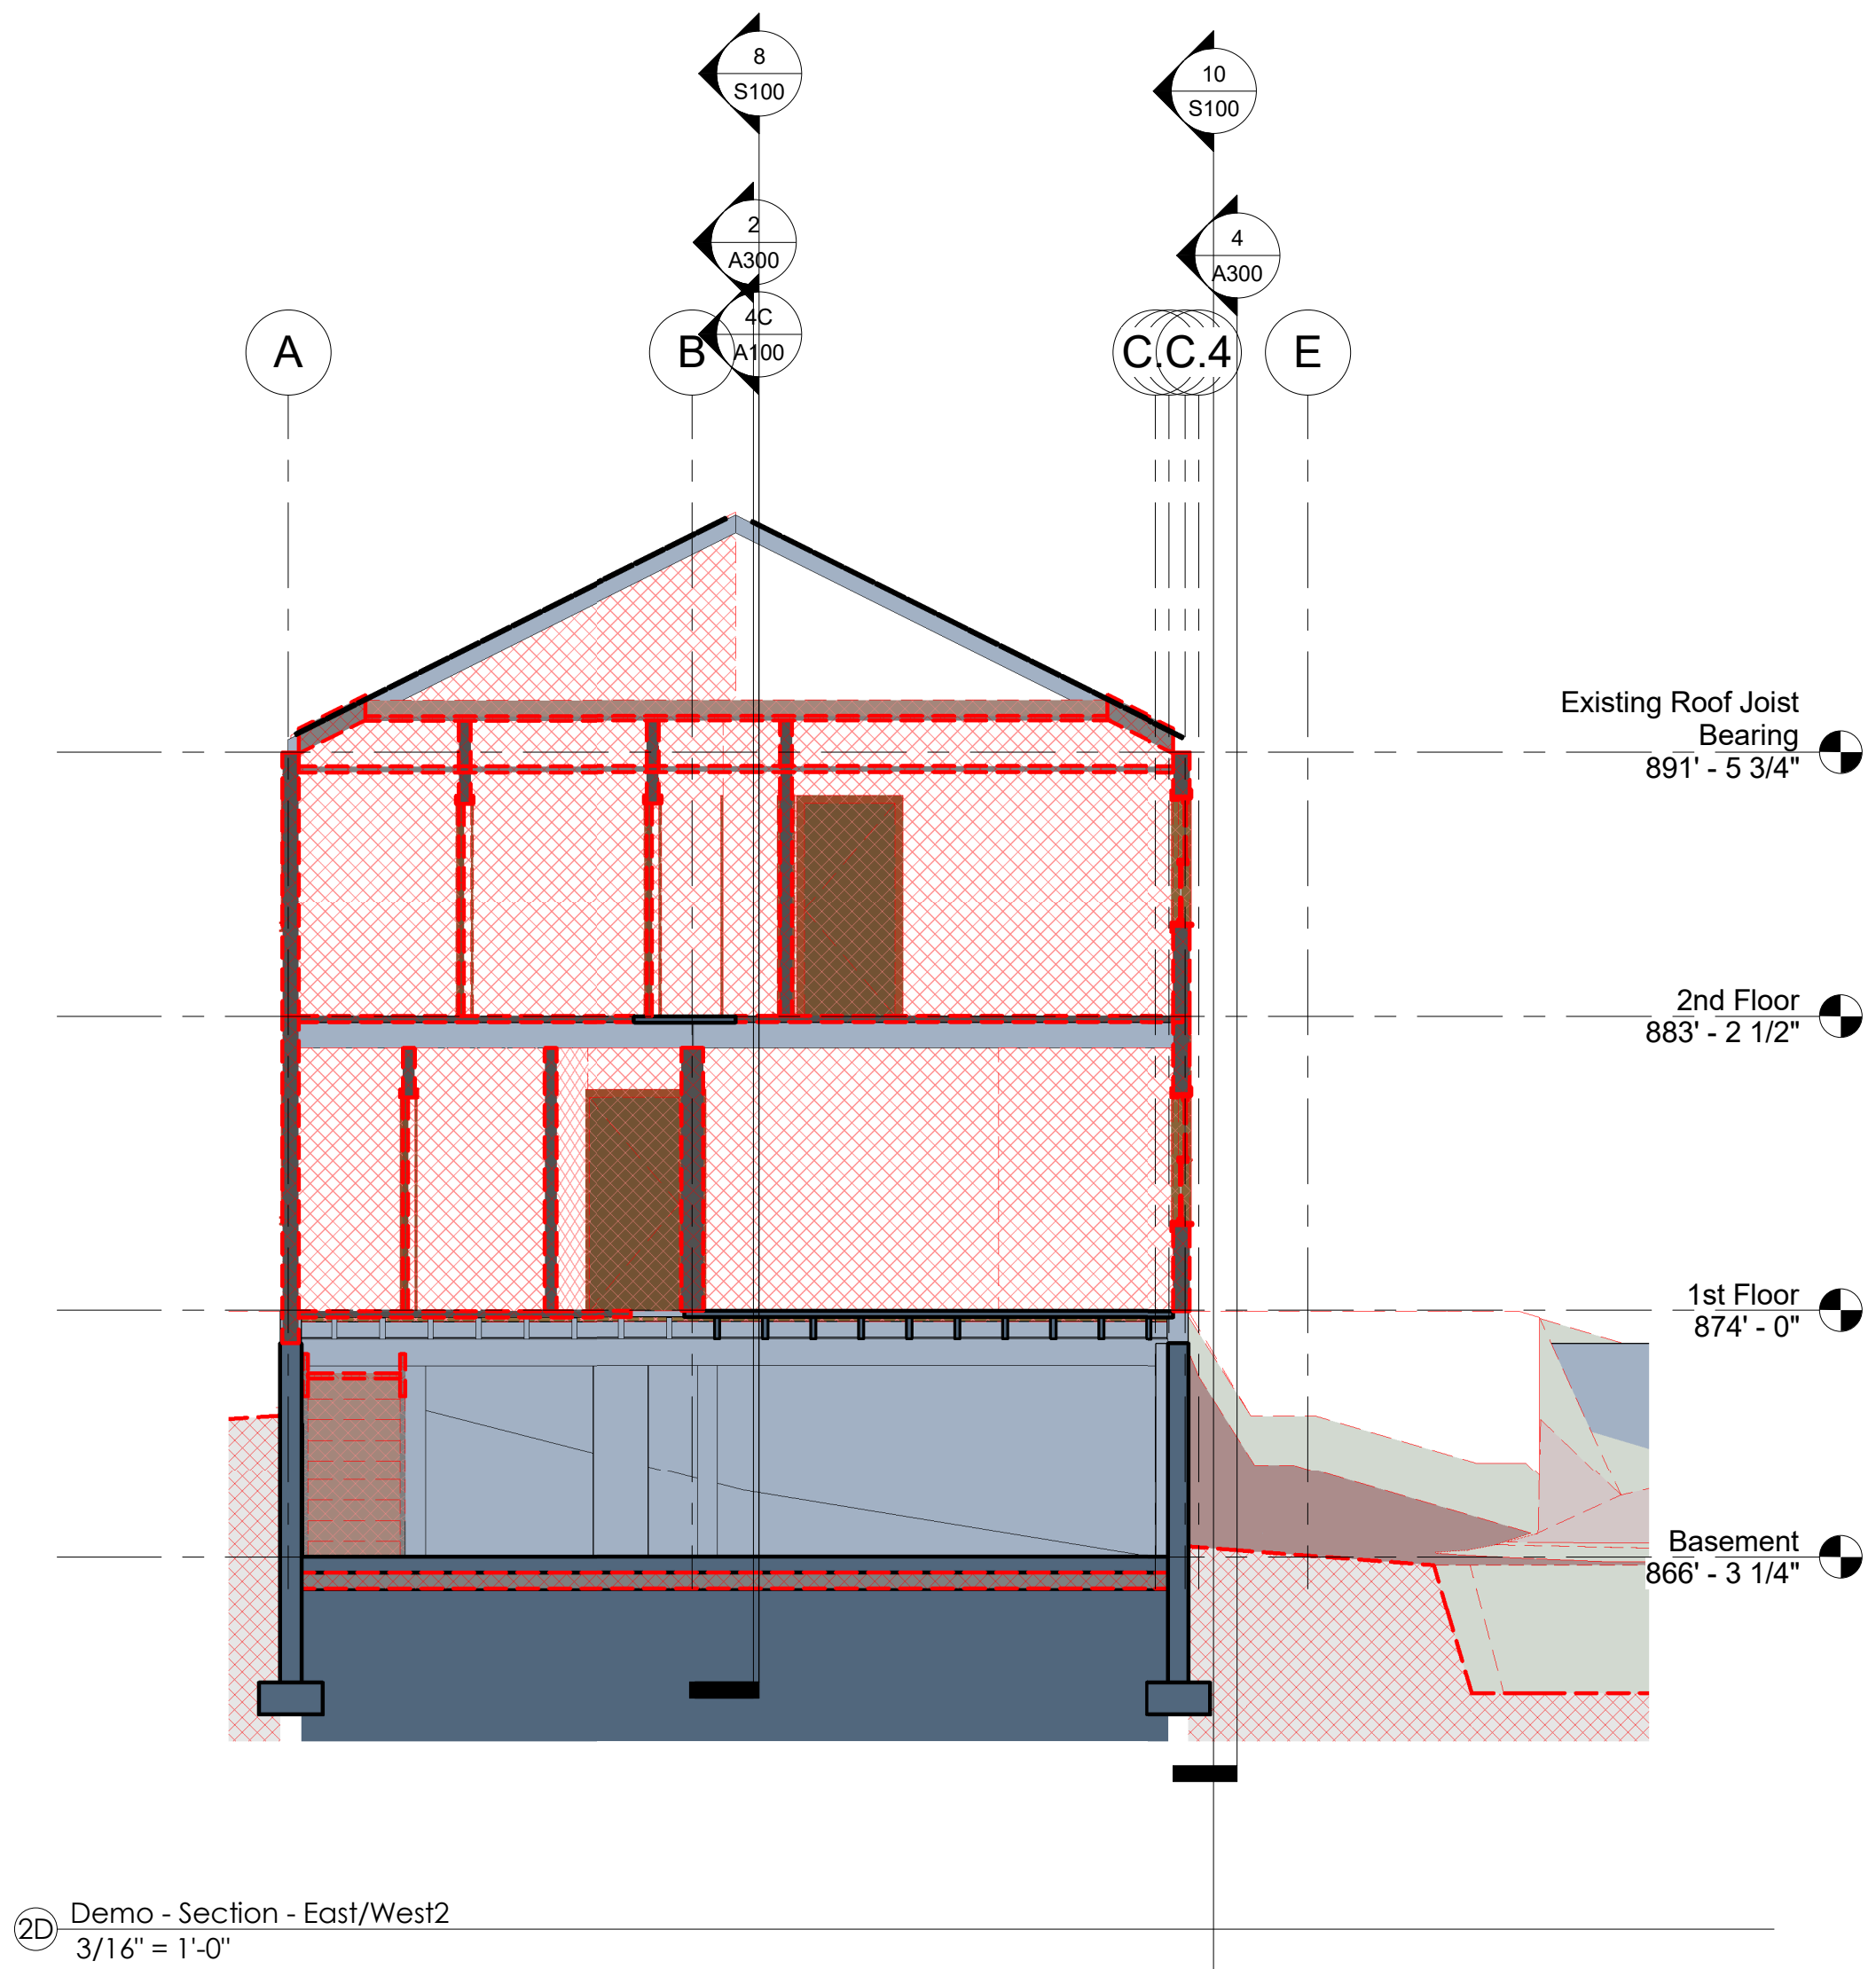 8
S100
10
S100
2
A300
4
A300
4C
A100
A
B
C.
C.4
E
Existing Roof Joist
Bearing
891' - 5 3/4"
2nd Floor
883' - 2 1/2"
1st Floor
874' - 0"
Basement
866' - 3 1/4"
2D
Demo - Section - East/West2
3/16" = 1'-0"